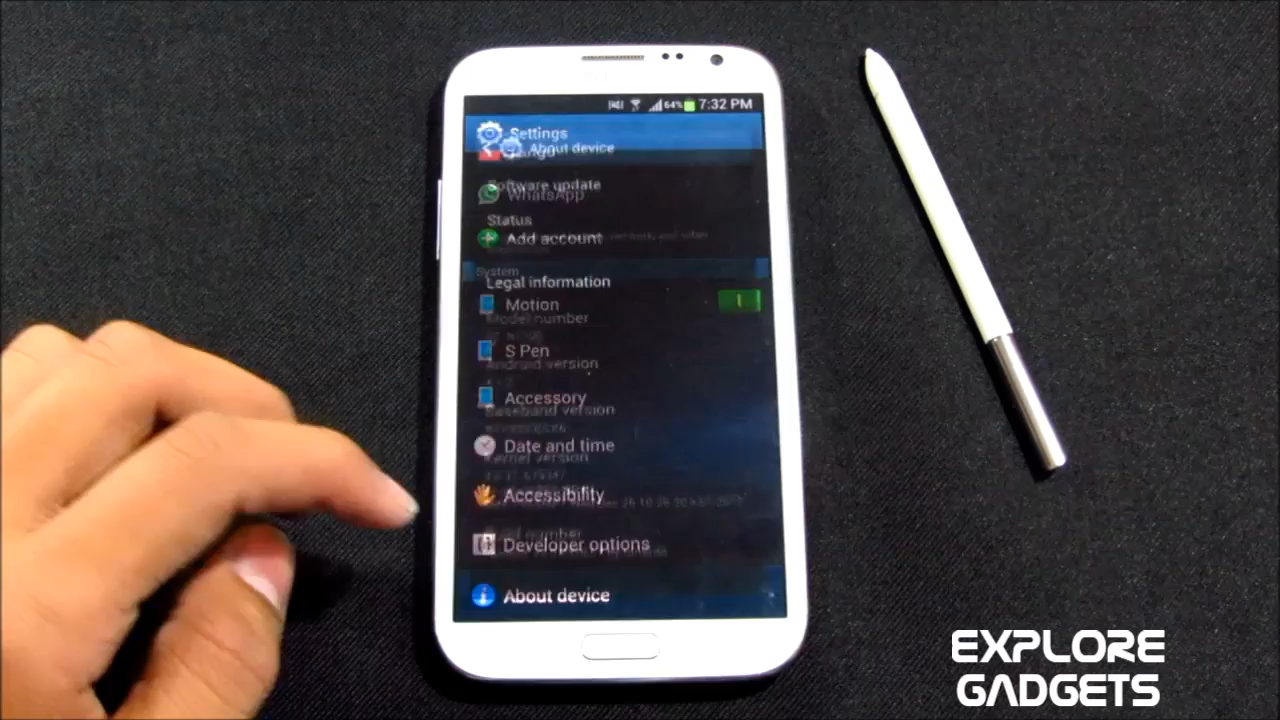 64% 7:32 PM
Settings
About device
Software update
WhatsApp
Status
Add account
System
Legal information
Motion
Model number
S Pen
Android version
Accessory
Baseband version
Date and time
Kernel version
Accessibility
Developer options
About device
EXPLORE
GADGETS